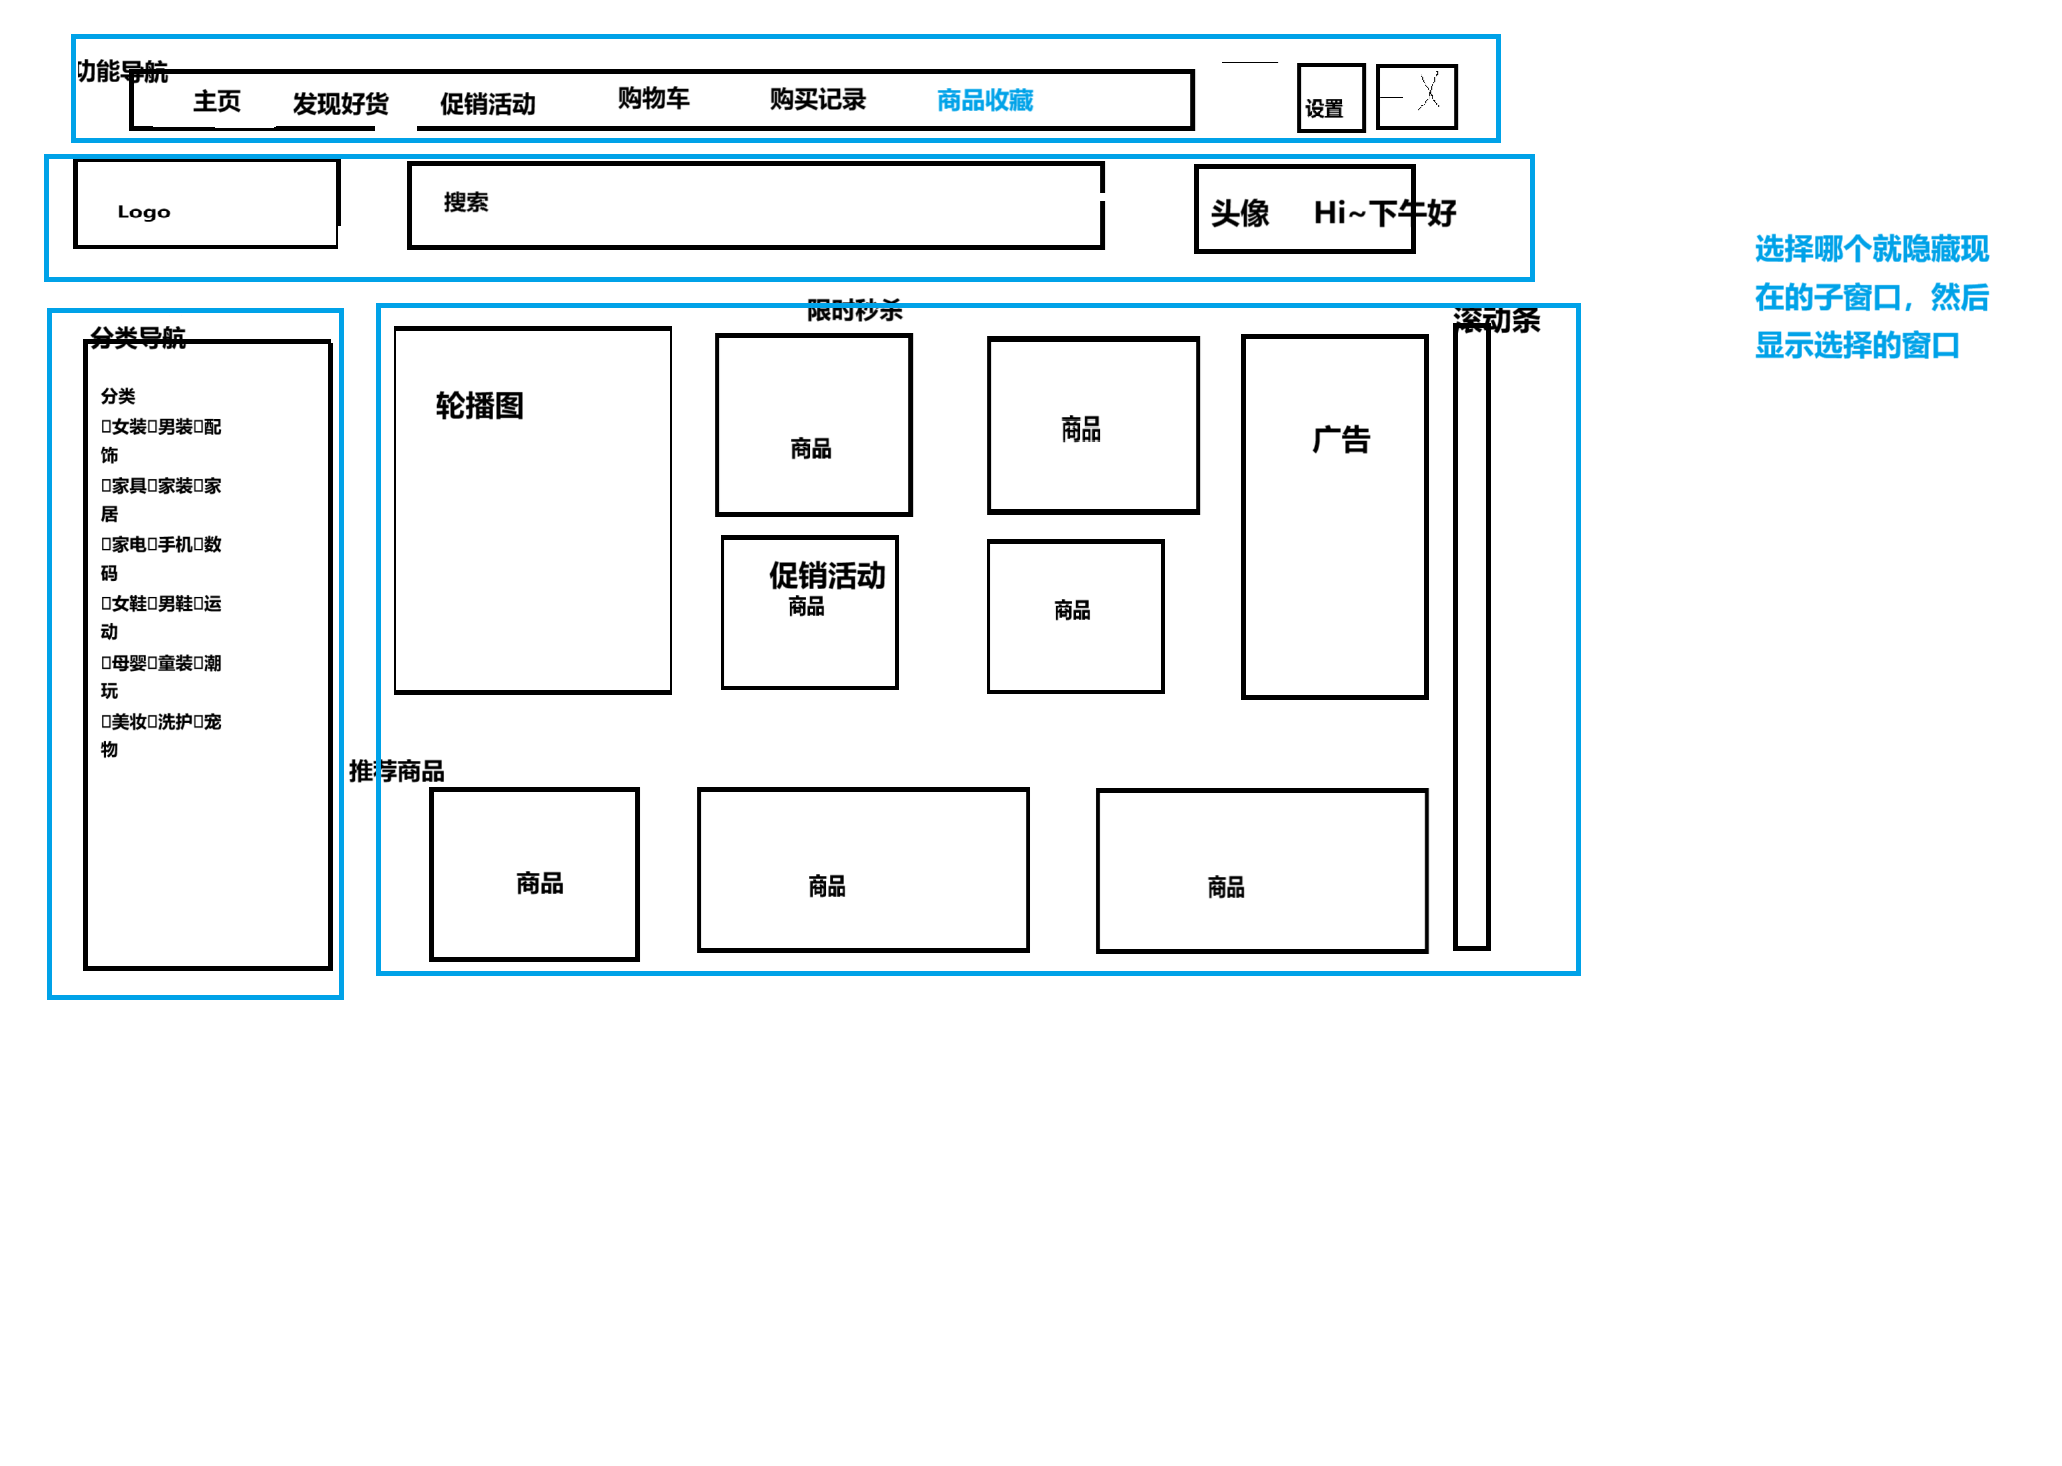 功能导航
主页
发现好货
促销活动
购物车
购买记录
商品收藏
设置
Logo
搜索
头像
Hi~下午好
选择哪个就隐藏现
在的子窗口，然后
显示选择的窗口
限时秒杀
滚动条
分类导航
分类
□女装□男装□配
饰
□家具□家装□家
居
□家电□手机□数
码
□女鞋□男鞋□运
动
□母婴□童装□潮
玩
□美妆□洗护□宠
物
轮播图
商品
商品
广告
促销活动
商品
商品
推荐商品
商品
商品
商品